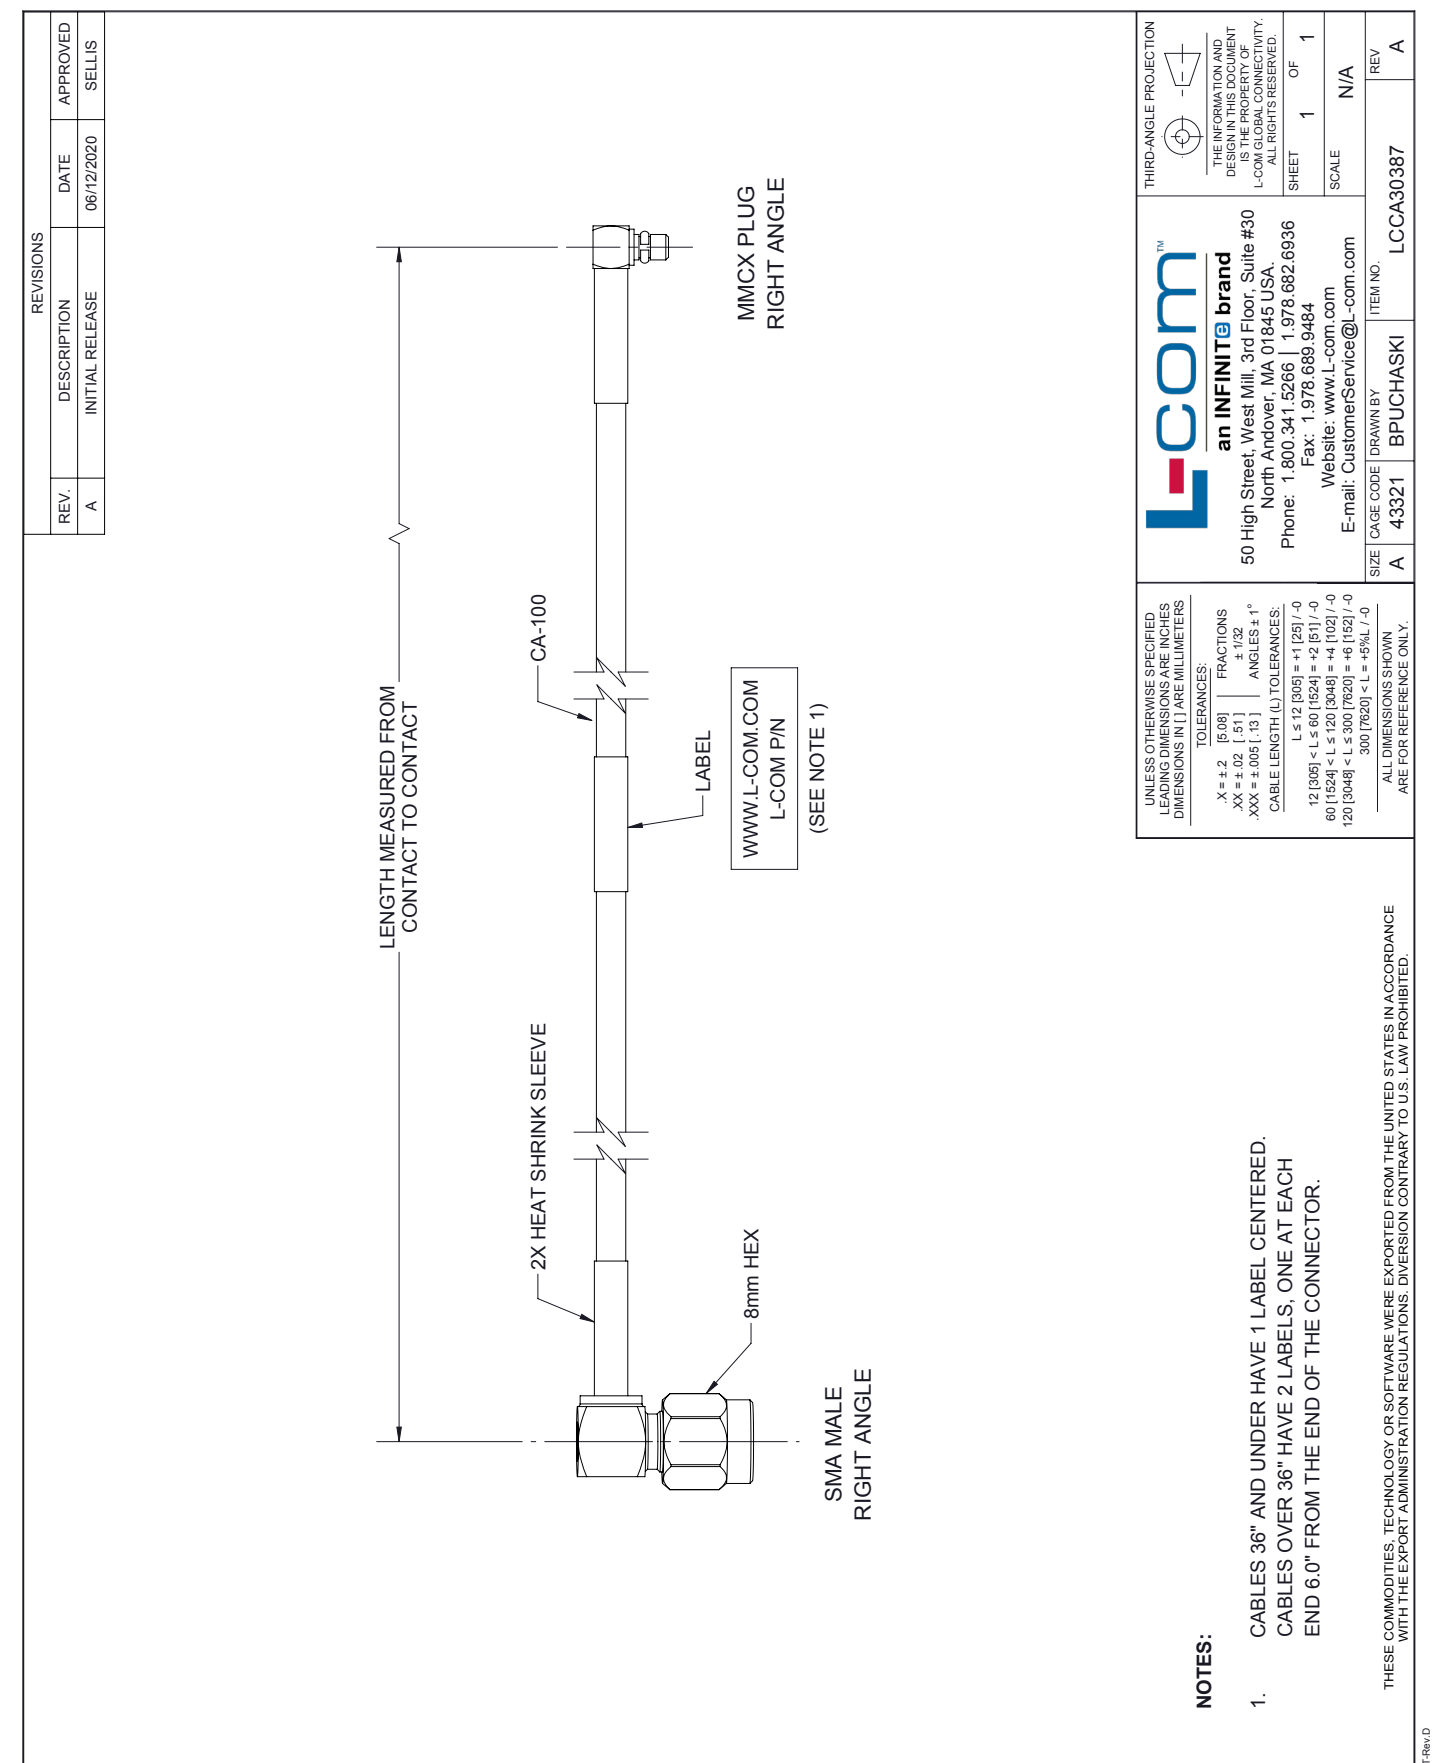 REVISIONS
REV. DESCRIPTION DATE APPROVED
A INITIAL RELEASE 06/12/2020 SELLIS
LENGTH MEASURED FROM
CONTACT TO CONTACT
2X HEAT SHRINK SLEEVE
CA-100
8mm HEX
LABEL
WWW.L-COM.COM
L-COM P/N
(SEE NOTE 1)
SMA MALE
RIGHT ANGLE
MMCX PLUG
RIGHT ANGLE
NOTES:
1. CABLES 36" AND UNDER HAVE 1 LABEL CENTERED.
CABLES OVER 36" HAVE 2 LABELS, ONE AT EACH
END 6.0" FROM THE END OF THE CONNECTOR.
THESE COMMODITIES, TECHNOLOGY OR SOFTWARE WERE EXPORTED FROM THE UNITED STATES IN ACCORDANCE
WITH THE EXPORT ADMINISTRATION REGULATIONS. DIVERSION CONTRARY TO U.S. LAW PROHIBITED.
UNLESS OTHERWISE SPECIFIED
LEADING DIMENSIONS ARE INCHES
DIMENSIONS IN [ ] ARE MILLIMETERS
TOLERANCES:
.X = ±.2 [5.08] FRACTIONS
.XX = ±.02 [.51 ] ± 1/32
.XXX = ±.005 [.13 ] ANGLES ± 1°
CABLE LENGTH (L) TOLERANCES:
L ≤ 12 [305] = +1 [25] / -0
12 [305] < L ≤ 60 [1524] = +2 [51] / -0
60 [1524] < L ≤ 120 [3048] = +4 [102] / -0
120 [3048] < L ≤ 300 [7620] = +6 [152] / -0
300 [7620] < L = +5%L / -0
ALL DIMENSIONS SHOWN
ARE FOR REFERENCE ONLY.
L-com™
an INFINITe brand
50 High Street, West Mill, 3rd Floor, Suite #30
North Andover, MA 01845 USA.
Phone: 1.800.341.5266 | 1.978.682.6936
Fax: 1.978.689.9484
Website: www.L-com.com
E-mail: CustomerService@L-com.com
THIRD-ANGLE PROJECTION
THE INFORMATION AND
DESIGN IN THIS DOCUMENT
IS THE PROPERTY OF
L-COM GLOBAL CONNECTIVITY.
ALL RIGHTS RESERVED.
SHEET 1 OF 1
SCALE N/A
SIZE CAGE CODE DRAWN BY ITEM NO. REV
A 43321 BPUCHASKI LCCA30387 A
T-Rev.D